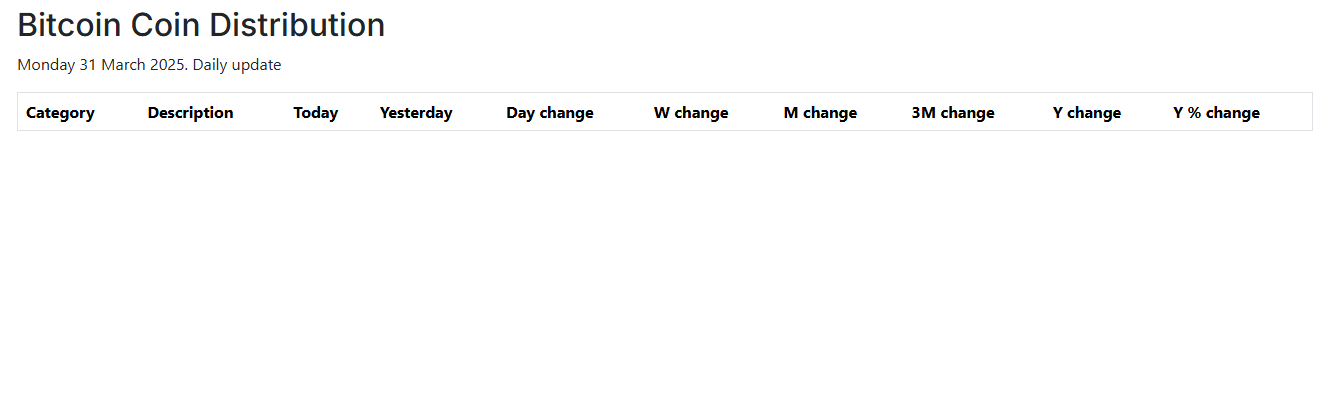 Bitcoin Coin Distribution
Monday 31 March 2025. Daily update
Category Description Today Yesterday Day change W change M change 3M change Y change Y % change